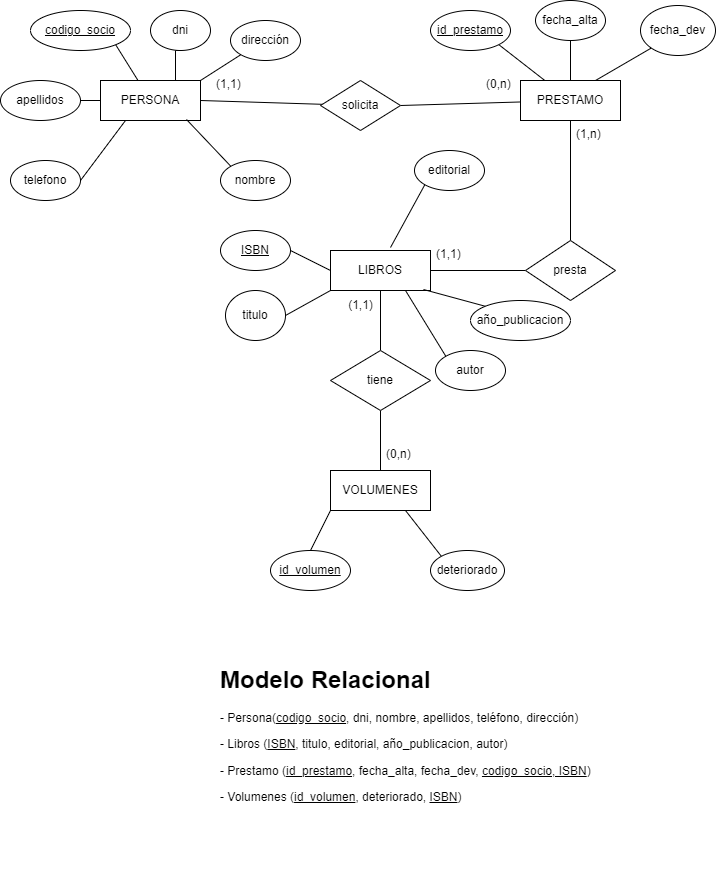 codigo_socio
dni
dirección
id_prestamo
fecha_alta
fecha_dev
apellidos
PERSONA
(1,1)
solicita
(0,n)
PRESTAMO
(1,n)
telefono
nombre
editorial
ISBN
LIBROS
(1,1)
presta
titulo
(1,1)
año_publicacion
tiene
autor
(0,n)
VOLUMENES
id_volumen
deteriorado
Modelo Relacional
- Persona(codigo_socio, dni, nombre, apellidos, teléfono, dirección)
- Libros (ISBN, titulo, editorial, año_publicacion, autor)
- Prestamo (id_prestamo, fecha_alta, fecha_dev, codigo_socio, ISBN)
- Volumenes (id_volumen, deteriorado, ISBN)